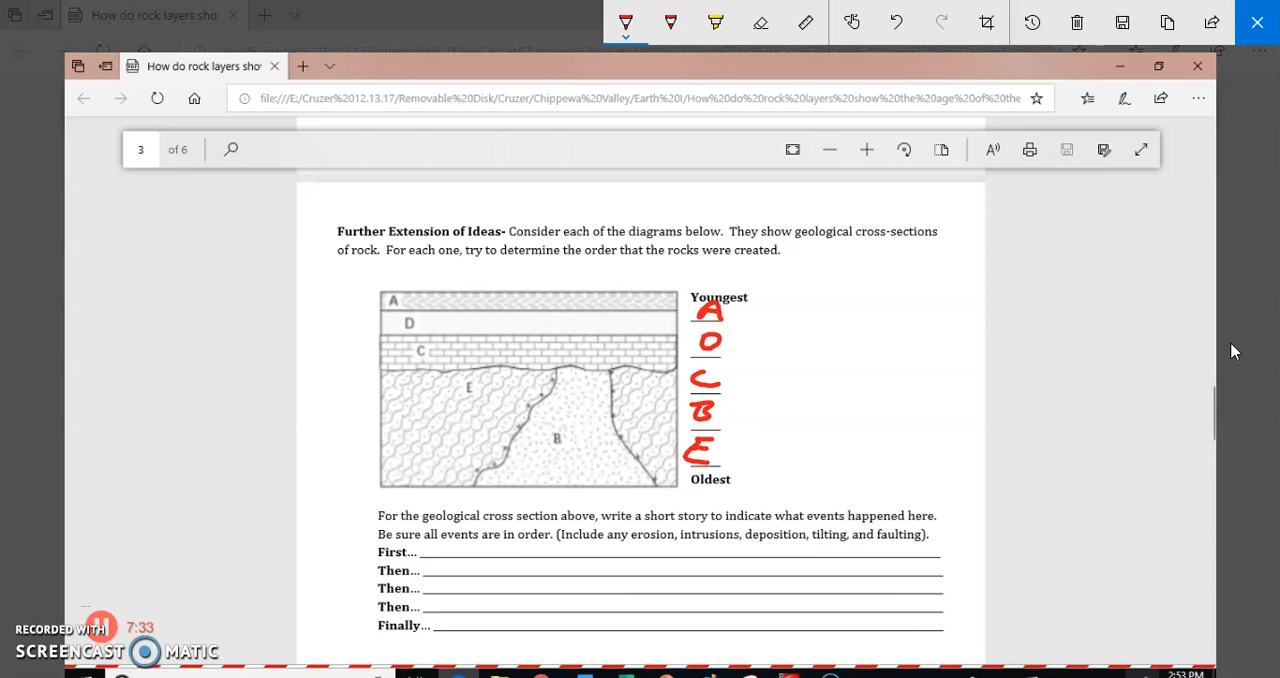 How do rock layers sho
How do rock layers shov
file:///E:/Cruzer%2012.13.17/Removable%20Disk/Cruzer/Chippewa%20Valley/Earth%20I/How%20do%20rock%20layers%20show%20the%20age%20of%20the
3 of 6
Further Extension of Ideas- Consider each of the diagrams below. They show geological cross-sections
of rock. For each one, try to determine the order that the rocks were created.
Youngest
A
D
C
E
B
A
D
C
B
E
Oldest
For the geological cross section above, write a short story to indicate what events happened here.
Be sure all events are in order. (Include any erosion, intrusions, deposition, tilting, and faulting).
First...
Then...
Then...
Then...
Finally...
RECORDED WITH
7:33
SCREENCAST MATIC
2:53 PM